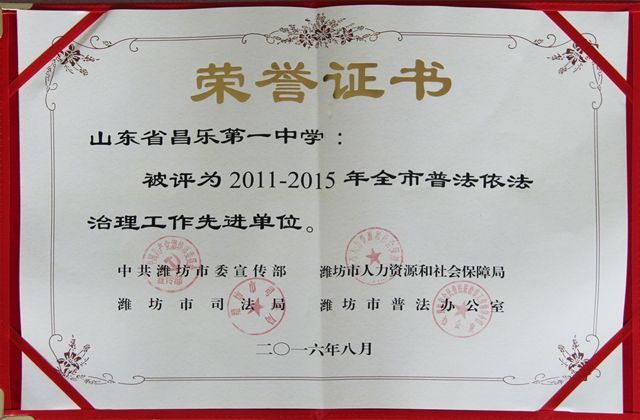 荣誉证书
山东省昌乐第一中学：
被评为2011-2015年全市普法依法
治理工作先进单位。
中共潍坊市委宣传部 潍坊市人力资源和社会保障局
潍坊市司法局 潍坊市普法办公室
二〇一六年八月